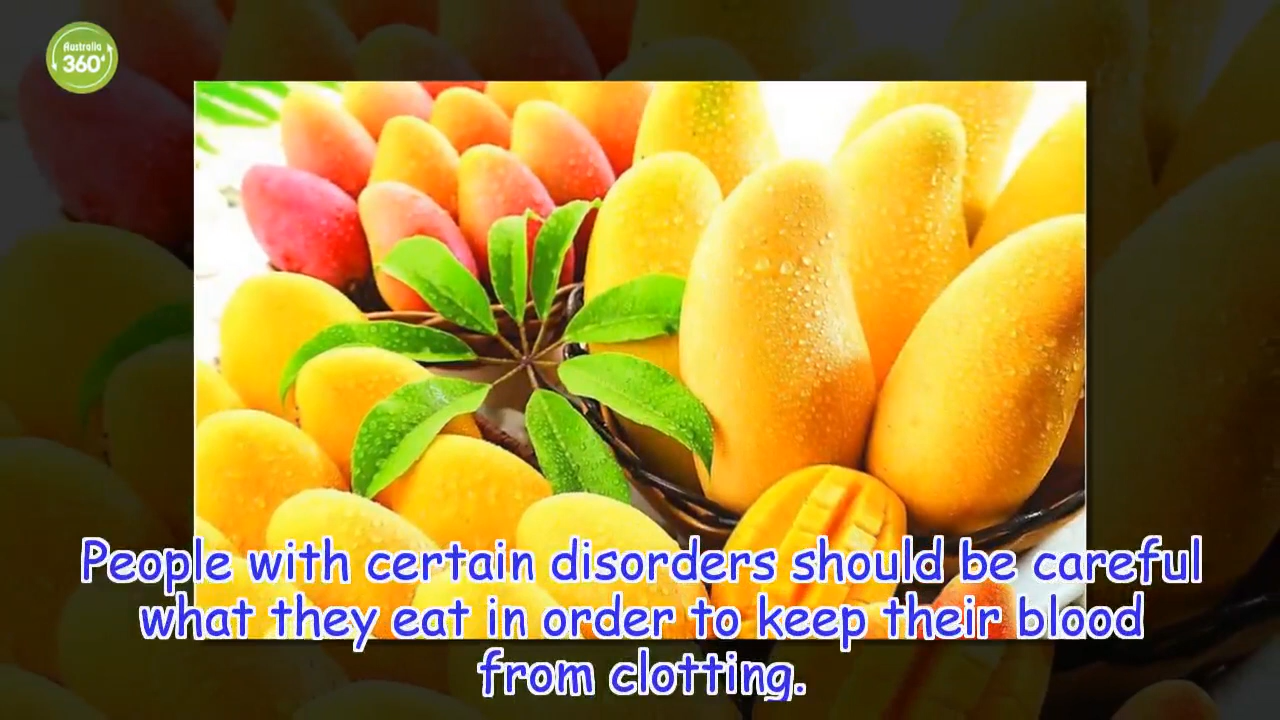 Australia
360°
People with certain disorders should be careful
what they eat in order to keep their blood
from clotting.